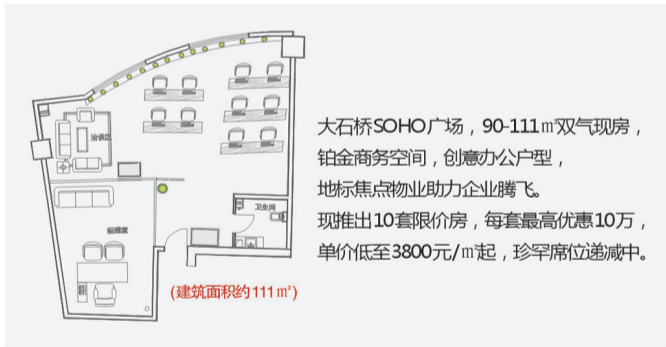 洽谈区
卫生间
经理室
(建筑面积约111㎡)
大石桥SOHO广场，90-111㎡双气现房，
铂金商务空间，创意办公户型，
地标焦点物业助力企业腾飞。
现推出10套限价房，每套最高优惠10万，
单价低至3800元/㎡起，珍罕席位递减中。